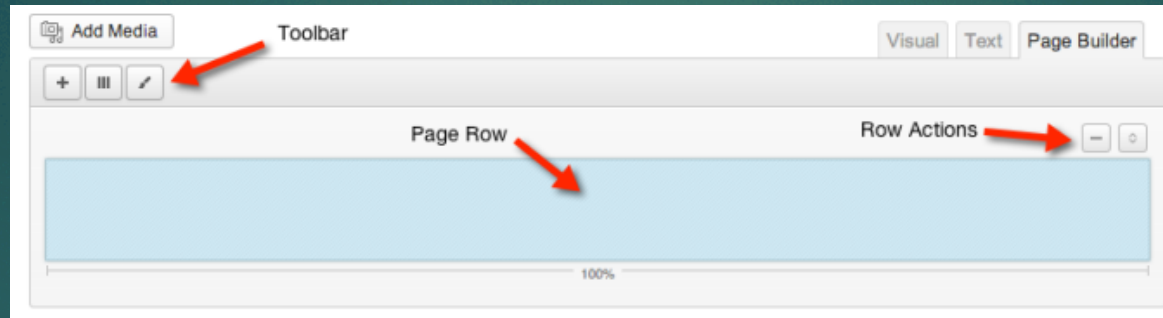 Add Media
Toolbar
Visual Text Page Builder
Page Row
Row Actions
100%